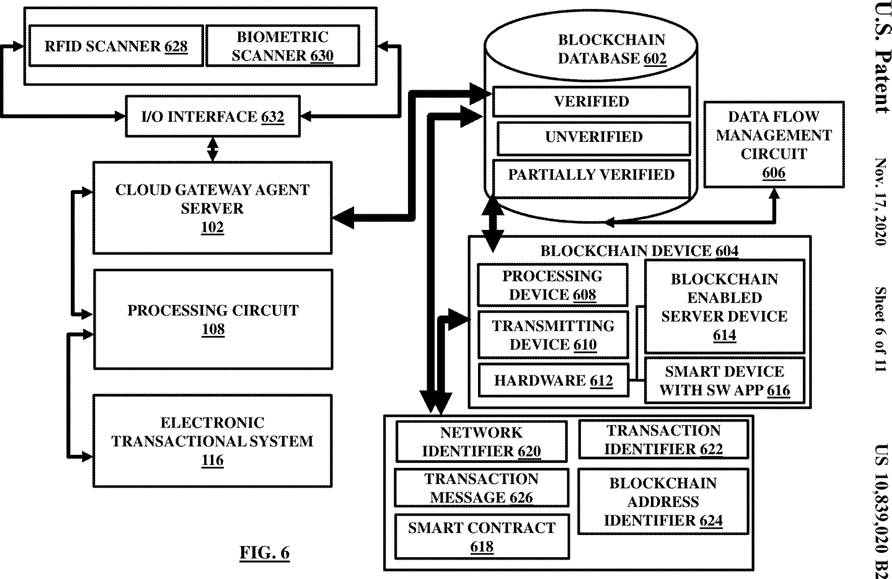 RFID SCANNER 628
BIOMETRIC
SCANNER 630
I/O INTERFACE 632
CLOUD GATEWAY AGENT
SERVER
102
PROCESSING CIRCUIT
108
ELECTRONIC
TRANSACTIONAL SYSTEM
116
BLOCKCHAIN
DATABASE 602
VERIFIED
UNVERIFIED
PARTIALLY VERIFIED
DATA FLOW
MANAGEMENT
CIRCUIT
606
BLOCKCHAIN DEVICE 604
PROCESSING
DEVICE 608
TRANSMITTING
DEVICE 610
HARDWARE 612
BLOCKCHAIN
ENABLED
SERVER DEVICE
614
SMART DEVICE
WITH SW APP 616
NETWORK
IDENTIFIER 620
TRANSACTION
IDENTIFIER 622
TRANSACTION
MESSAGE 626
BLOCKCHAIN
ADDRESS
IDENTIFIER 624
SMART CONTRACT
618
FIG. 6
U.S. Patent Nov. 17, 2020 Sheet 6 of 11 US 10,839,020 B2